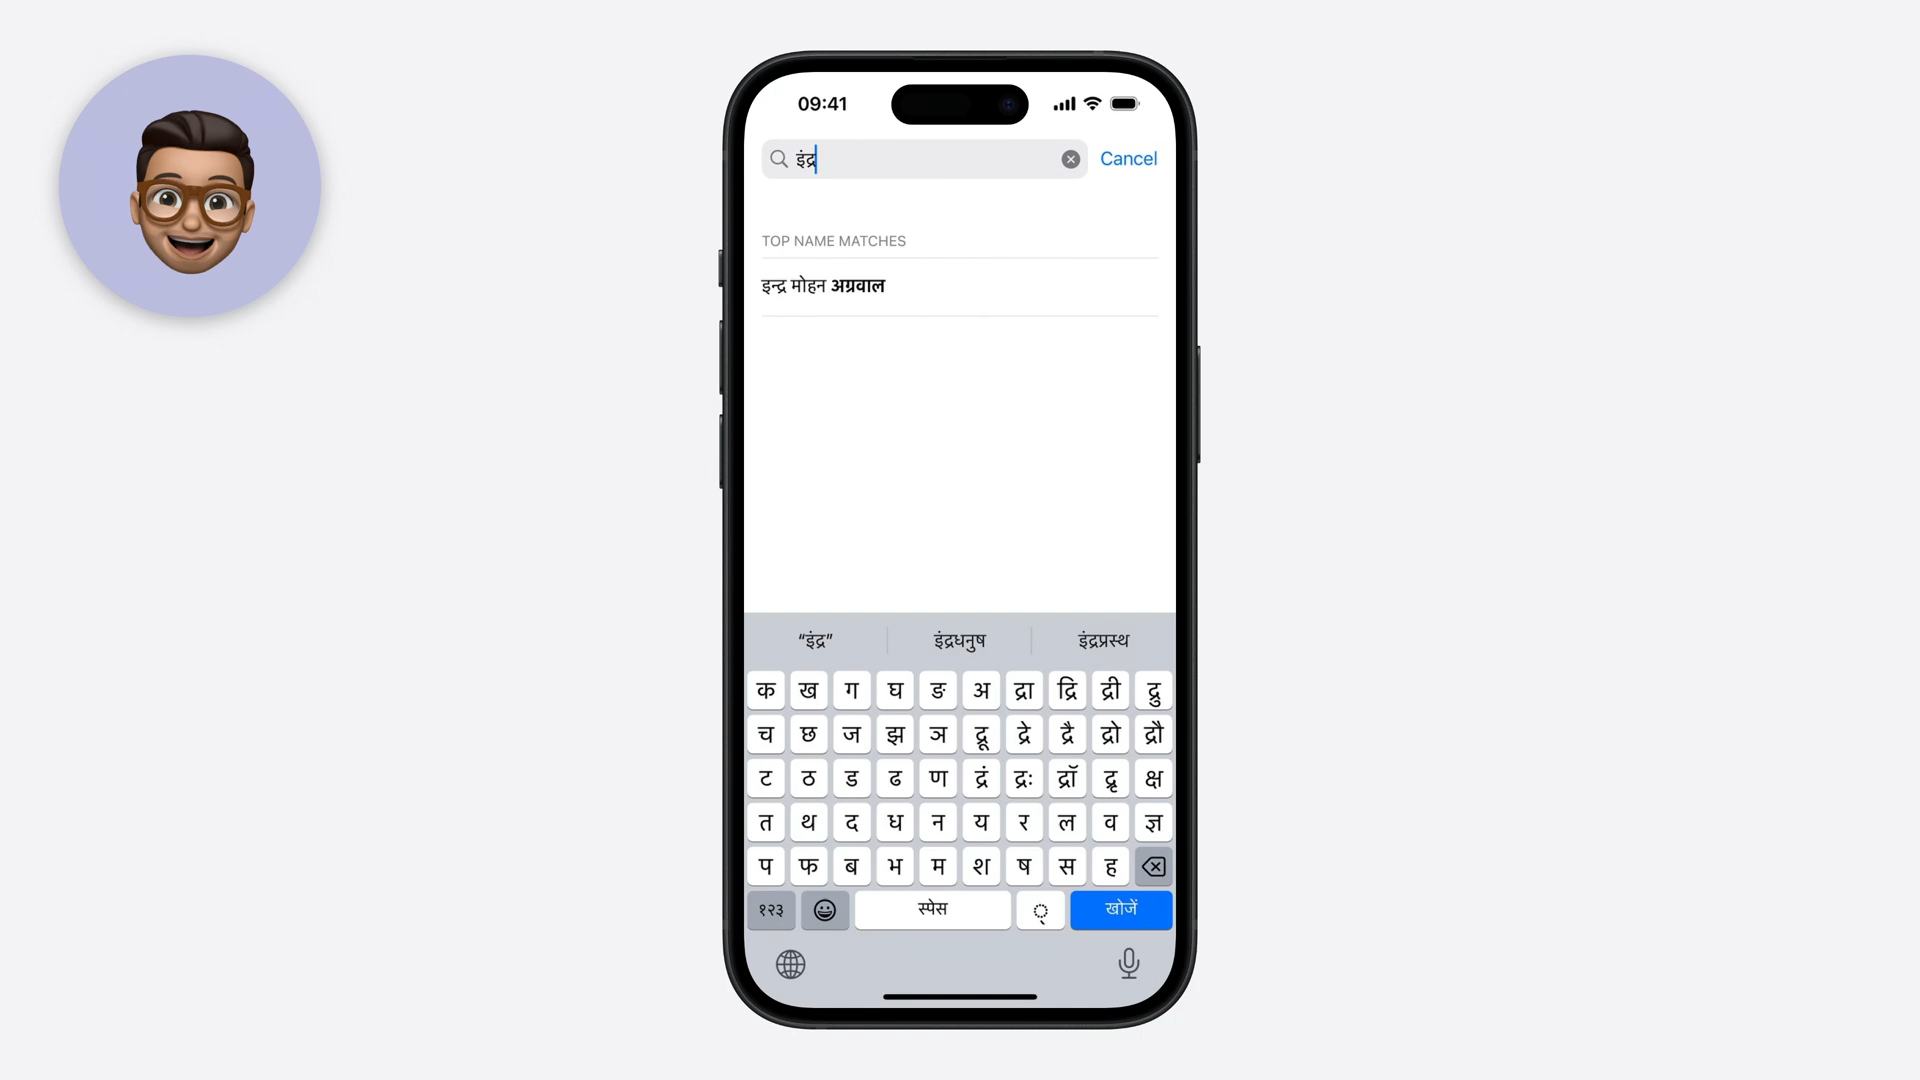 09:41
इंद्र
Cancel
TOP NAME MATCHES
इन्द्र मोहन अग्रवाल
“इंद्र” इंद्रधनुष इंद्रप्रस्थ
क ख ग घ ङ अ द्रा द्रि द्री द्रु
च छ ज झ ञ द्रू द्रे द्रै द्रो द्रौ
ट ठ ड ढ ण द्रं द्रः द्रॉ द्रृ क्ष
त थ द ध न य र ल व ज्ञ
प फ ब भ म श ष स ह
१२३ स्पेस ् खोजें